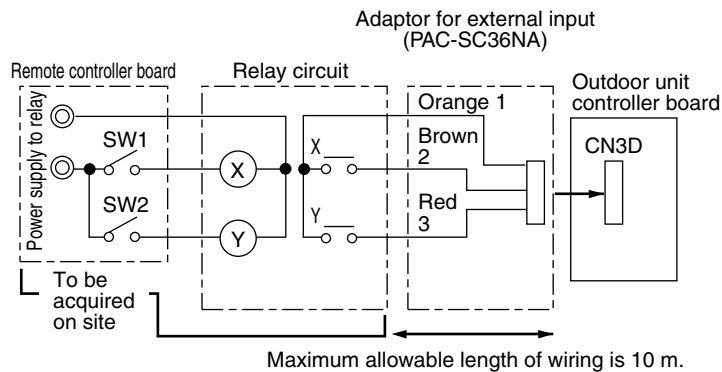 Adaptor for external input
(PAC-SC36NA)
Remote controller board
Relay circuit
Outdoor unit
controller board
Power supply to relay
SW1
SW2
X
Y
X
Y
Orange 1
Brown
2
Red
3
CN3D
To be
acquired
on site
Maximum allowable length of wiring is 10 m.